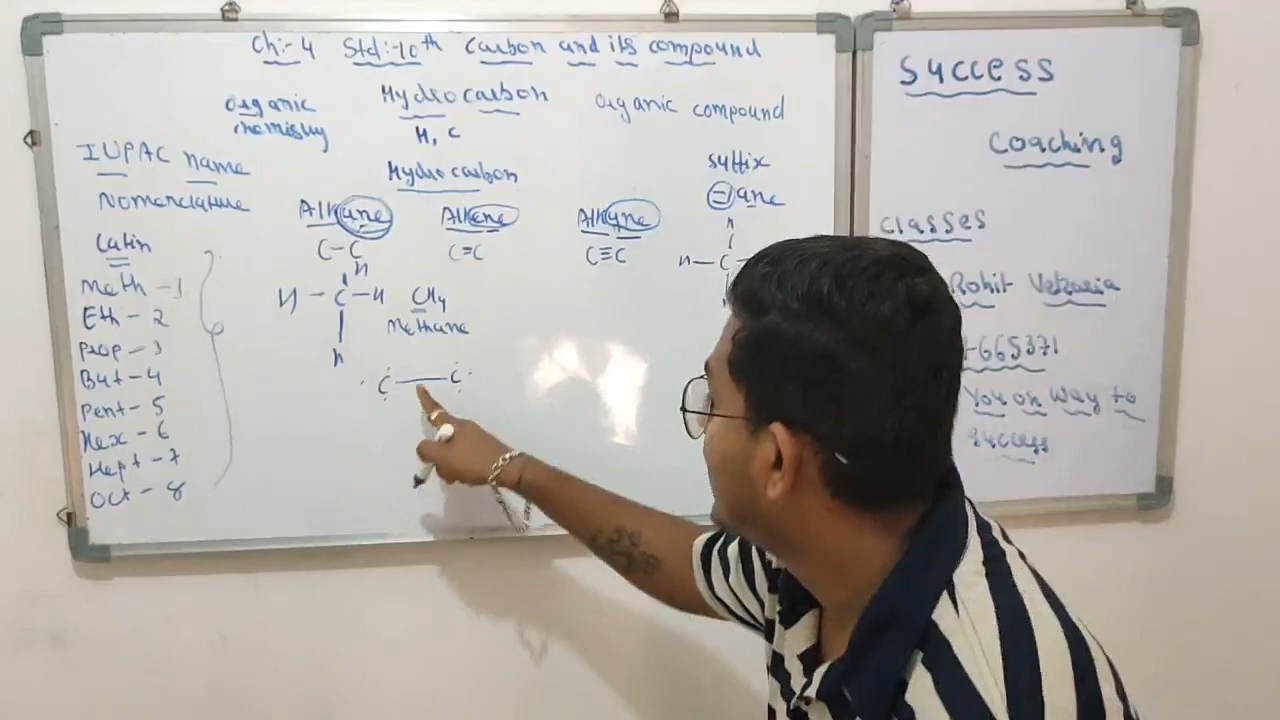 Ch:- 4 Std:- 10th Carbon and its compound
Organic chemistry
Hydrocarbon
H, C
Organic compound
IUPAC name
Nomenclature
Latin
Meth - 1
Eth - 2
Prop - 3
But - 4
Pent - 5
Hex - 6
Hept - 7
Oct - 8
Hydrocarbon
Alkane
C-C
Alkene
C=C
Alkyne
C≡C
suffix
ane
H
H-C-H
H
CH4
Methane
C-C
H
H-C
Success
Coaching
Classes
Rohit Vekaria
-665371
You on way to
success